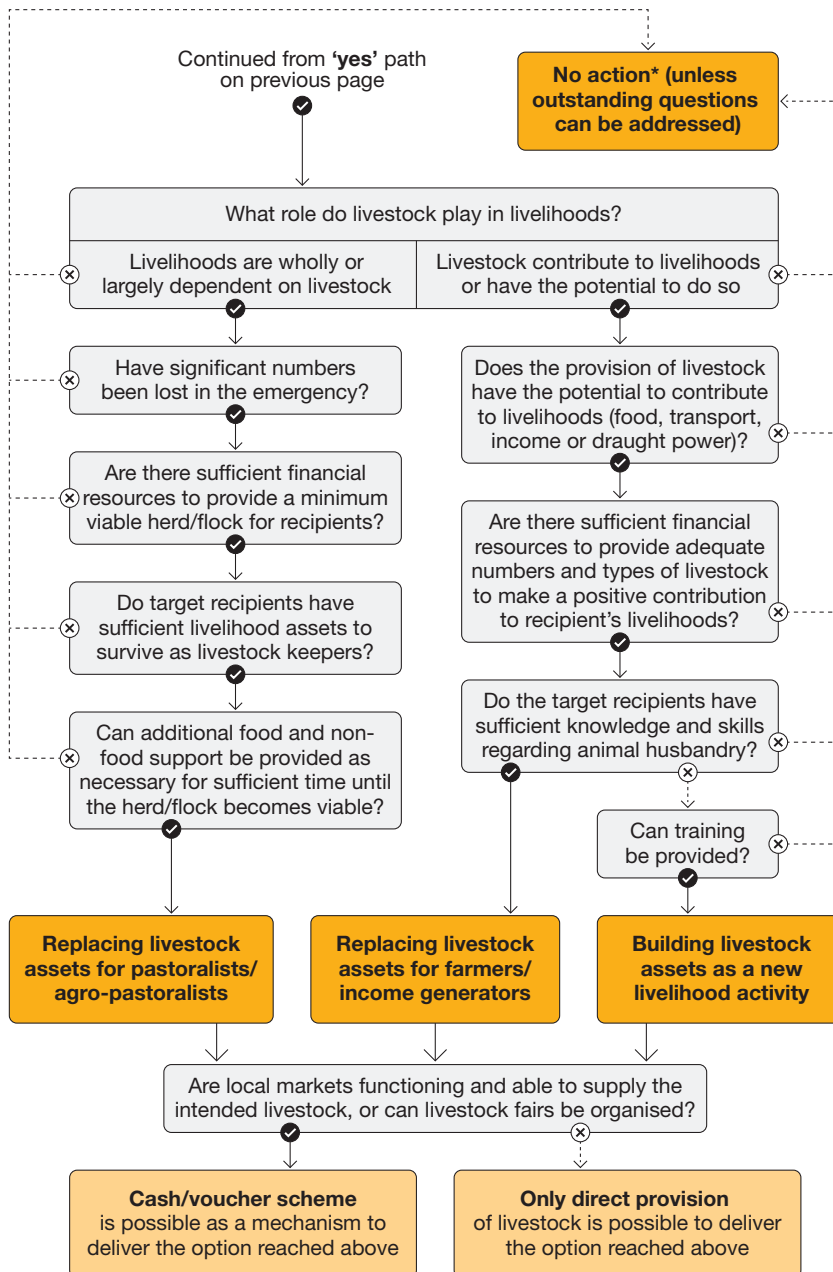 Continued from 'yes' path
on previous page
No action* (unless
outstanding questions
can be addressed)
What role do livestock play in livelihoods?
Livelihoods are wholly or
largely dependent on livestock
Livestock contribute to livelihoods
or have the potential to do so
Have significant numbers
been lost in the emergency?
Does the provision of livestock
have the potential to contribute
to livelihoods (food, transport,
income or draught power)?
Are there sufficient financial
resources to provide a minimum
viable herd/flock for recipients?
Are there sufficient financial
resources to provide adequate
numbers and types of livestock
to make a positive contribution
to recipient's livelihoods?
Do target recipients have
sufficient livelihood assets to
survive as livestock keepers?
Do the target recipients have
sufficient knowledge and skills
regarding animal husbandry?
Can additional food and non-
food support be provided as
necessary for sufficient time until
the herd/flock becomes viable?
Can training
be provided?
Replacing livestock
assets for pastoralists/
agro-pastoralists
Replacing livestock
assets for farmers/
income generators
Building livestock
assets as a new
livelihood activity
Are local markets functioning and able to supply the
intended livestock, or can livestock fairs be organised?
Cash/voucher scheme
is possible as a mechanism to
deliver the option reached above
Only direct provision
of livestock is possible to deliver
the option reached above